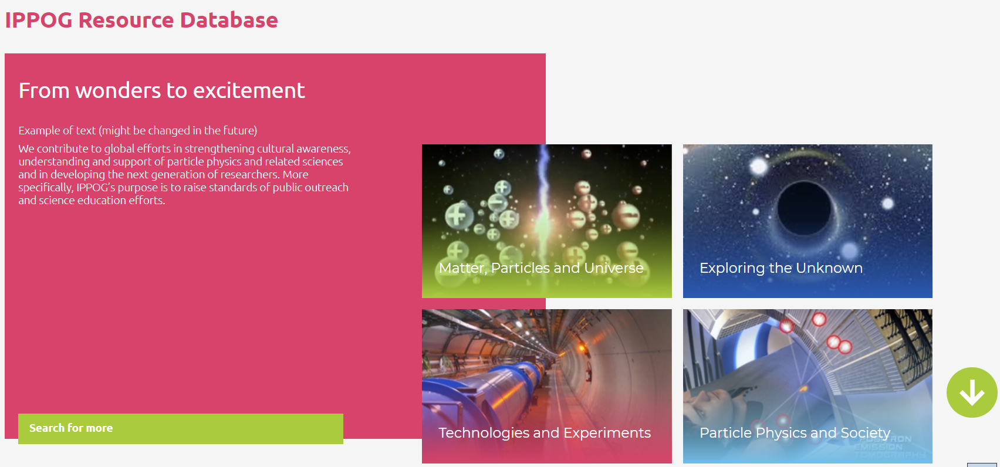 IPPOG Resource Database
From wonders to excitement
Example of text (might be changed in the future)
We contribute to global efforts in strengthening cultural awareness,
understanding and support of particle physics and related sciences
and in developing the next generation of researchers. More
specifically, IPPOG’s purpose is to raise standards of public outreach
and science education efforts.
Search for more
Matter, Particles and Universe
Exploring the Unknown
Technologies and Experiments
Particle Physics and Society
POSITRON
EMISSION
TOMOGRAPHY